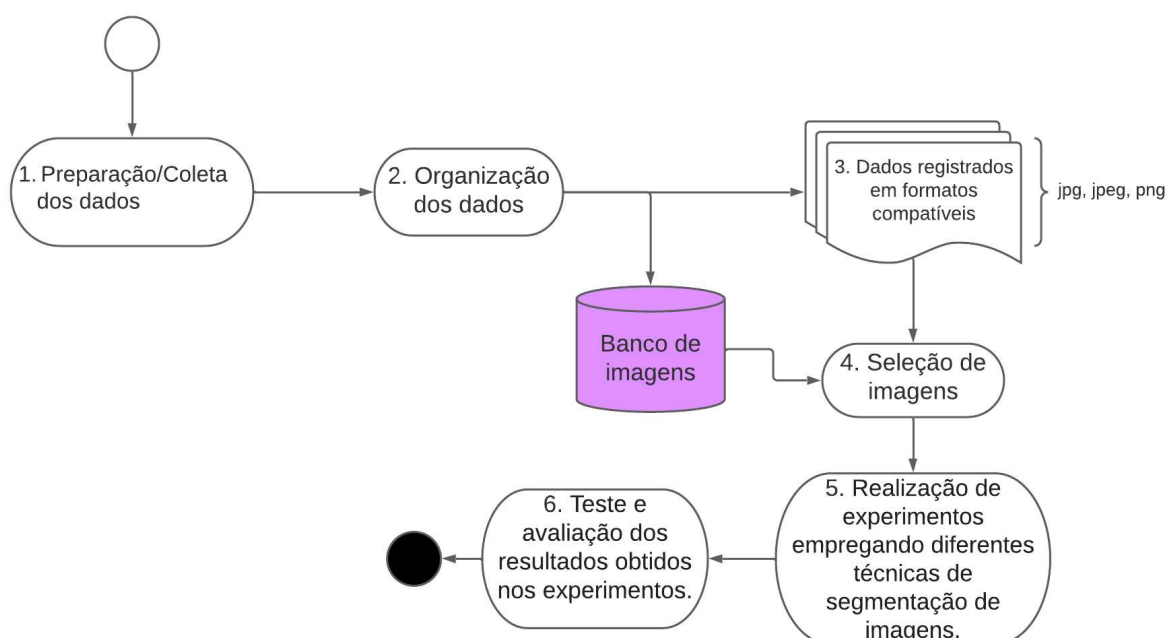 1. Preparação/Coleta
dos dados
2. Organização
dos dados
3. Dados registrados
em formatos
compatíveis
jpg, jpeg, png
Banco de
imagens
4. Seleção de
imagens
5. Realização de
experimentos
empregando diferentes
técnicas de
segmentação de
imagens.
6. Teste e
avaliação dos
resultados obtidos
nos experimentos.